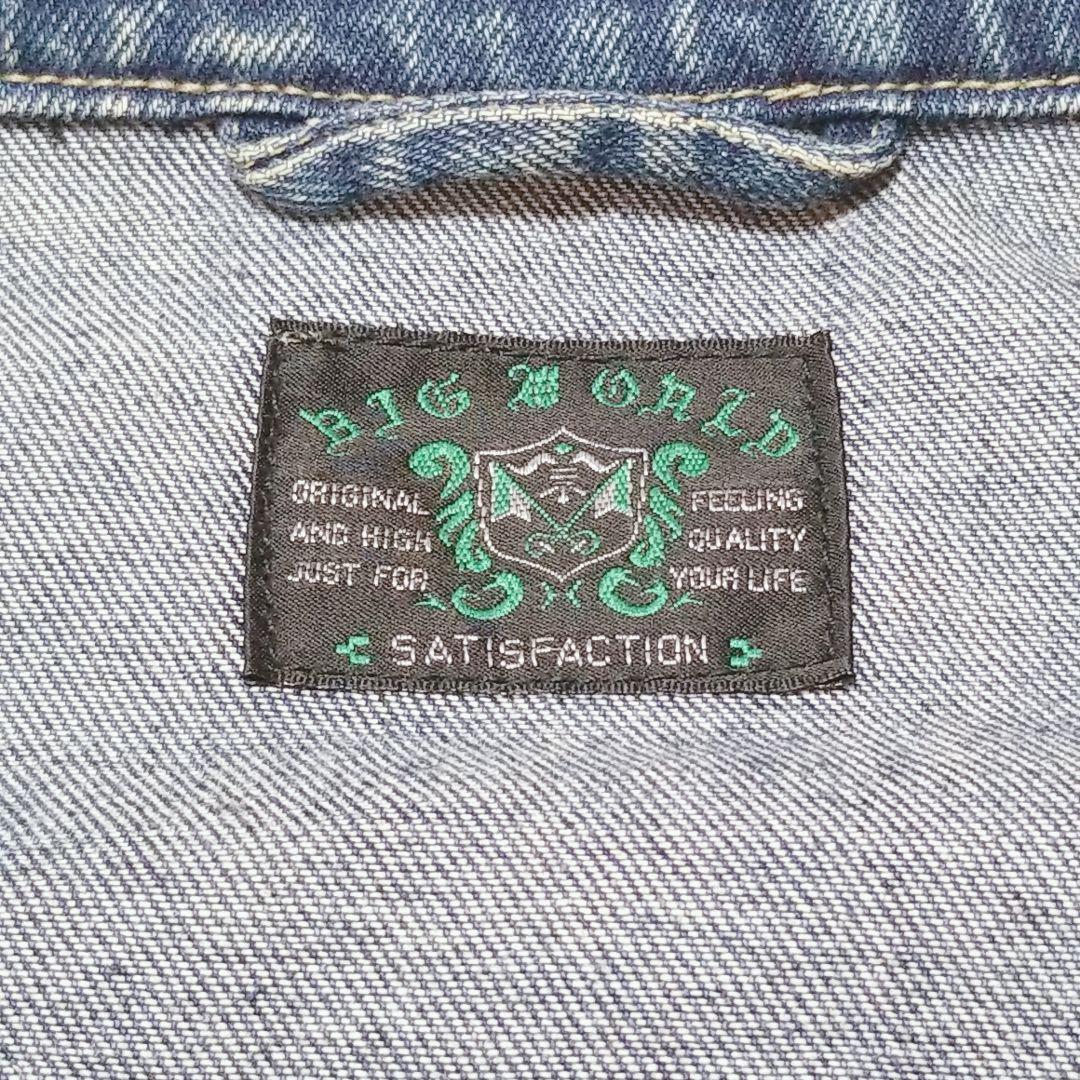 BIG WORLD
ORIGINAL FEELING
AND HIGH QUALITY
JUST FOR YOUR LIFE
SATISFACTION